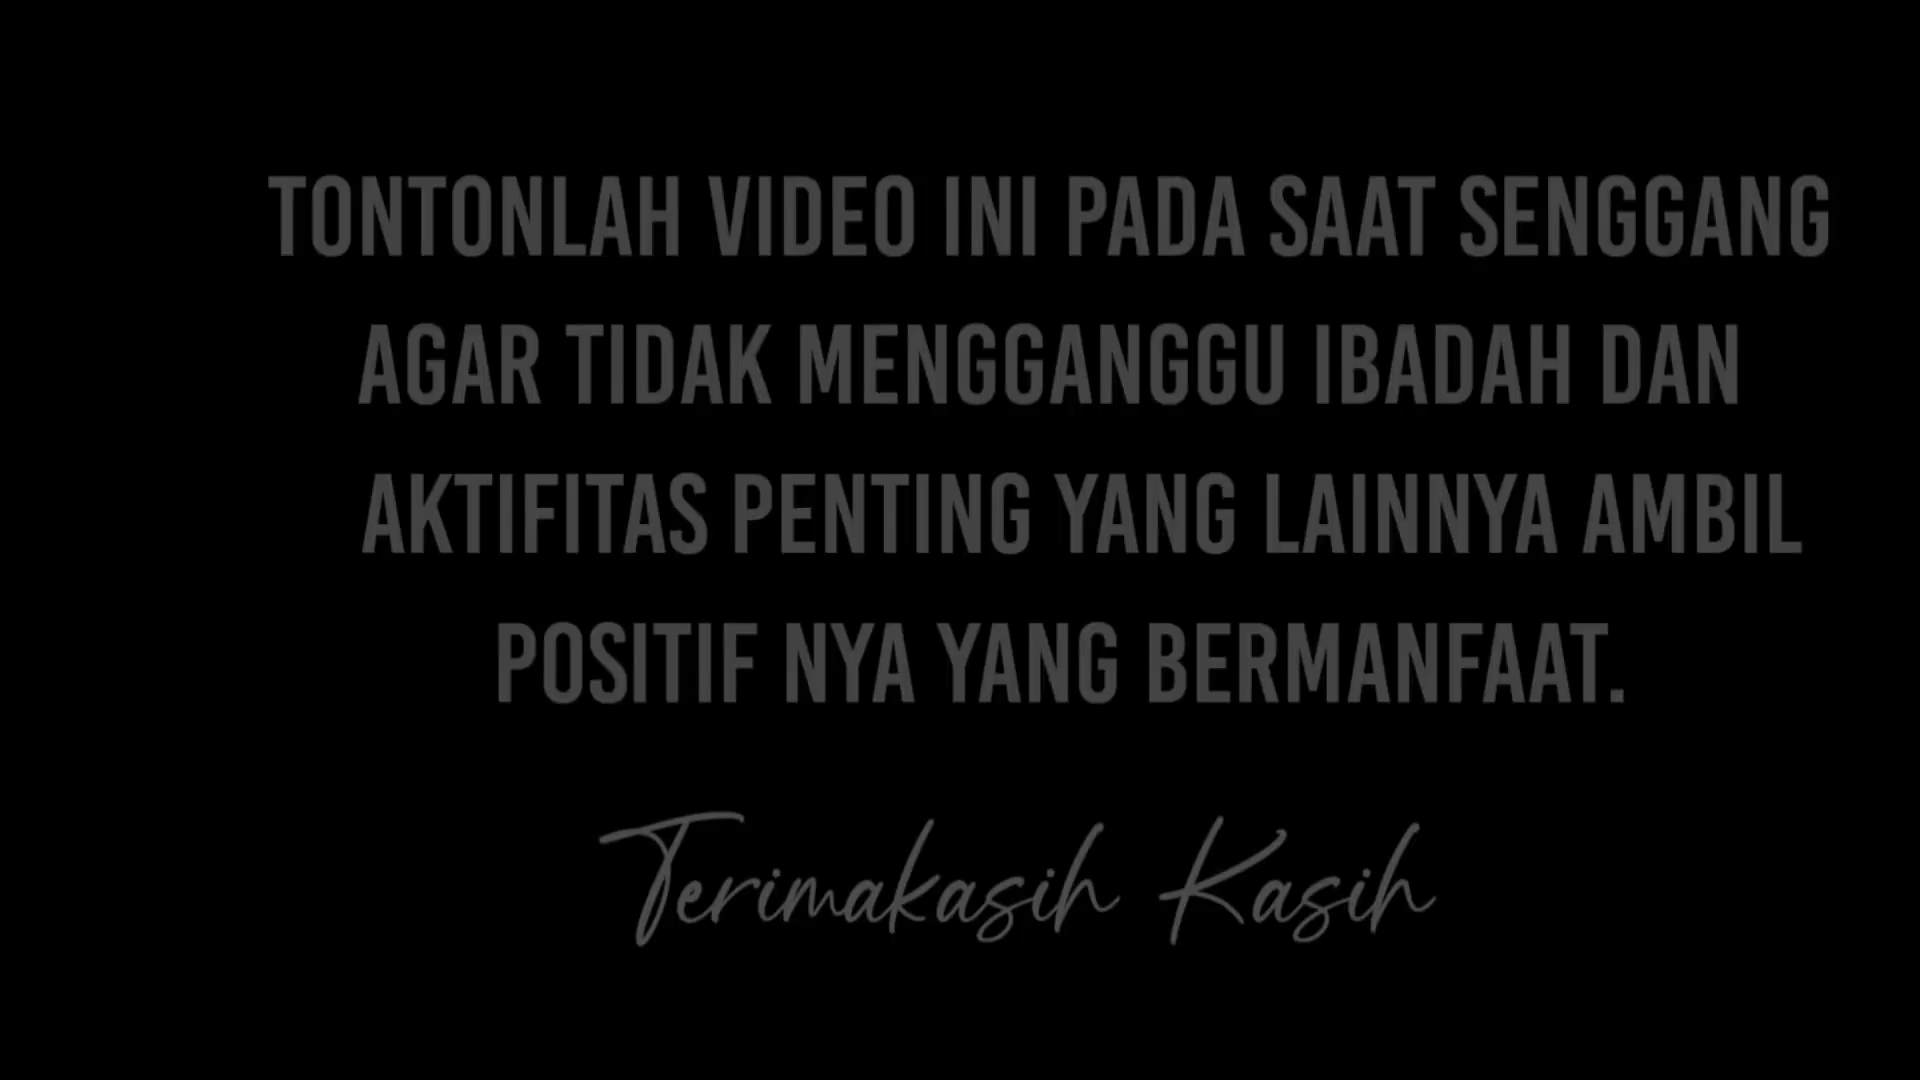 TONTONLAH VIDEO INI PADA SAAT SENGGANG
AGAR TIDAK MENGGANGGU IBADAH DAN
AKTIFITAS PENTING YANG LAINNYA AMBIL
POSITIF NYA YANG BERMANFAAT.
Terimakasih Kasih